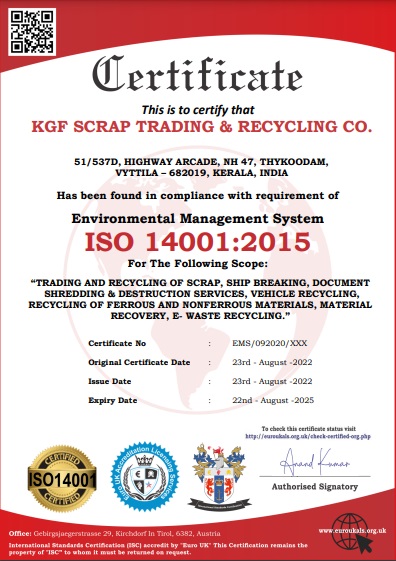 Certificate
This is to certify that
KGF SCRAP TRADING & RECYCLING CO.
51/537D, HIGHWAY ARCADE, NH 47, THYKOODAM,
VYTTILA – 682019, KERALA, INDIA
Has been found in compliance with requirement of
Environmental Management System
ISO 14001:2015
For The Following Scope:
“TRADING AND RECYCLING OF SCRAP, SHIP BREAKING, DOCUMENT
SHREDDING & DESTRUCTION SERVICES, VEHICLE RECYCLING,
RECYCLING OF FERROUS AND NONFERROUS MATERIALS, MATERIAL
RECOVERY, E- WASTE RECYCLING.”
Certificate No : EMS/092020/XXX
Original Certificate Date : 23rd - August -2022
Issue Date : 23rd - August -2022
Expiry Date : 22nd - August -2025
To check this certificate status visit
http://euroukals.org.uk/check-certified-org.php
Anand Kumar
Authorised Signatory
CERTIFIED
ISO14001
CERTIFIED
www.euroukals.org.uk
Office: Gebirgsjaegerstrasse 29, Kirchdorf In Tirol, 6382, Austria
International Standards Certification (ISC) accredit by "Euro UK" This Certification remains the
property of "ISC" to whom it must be returned on request.